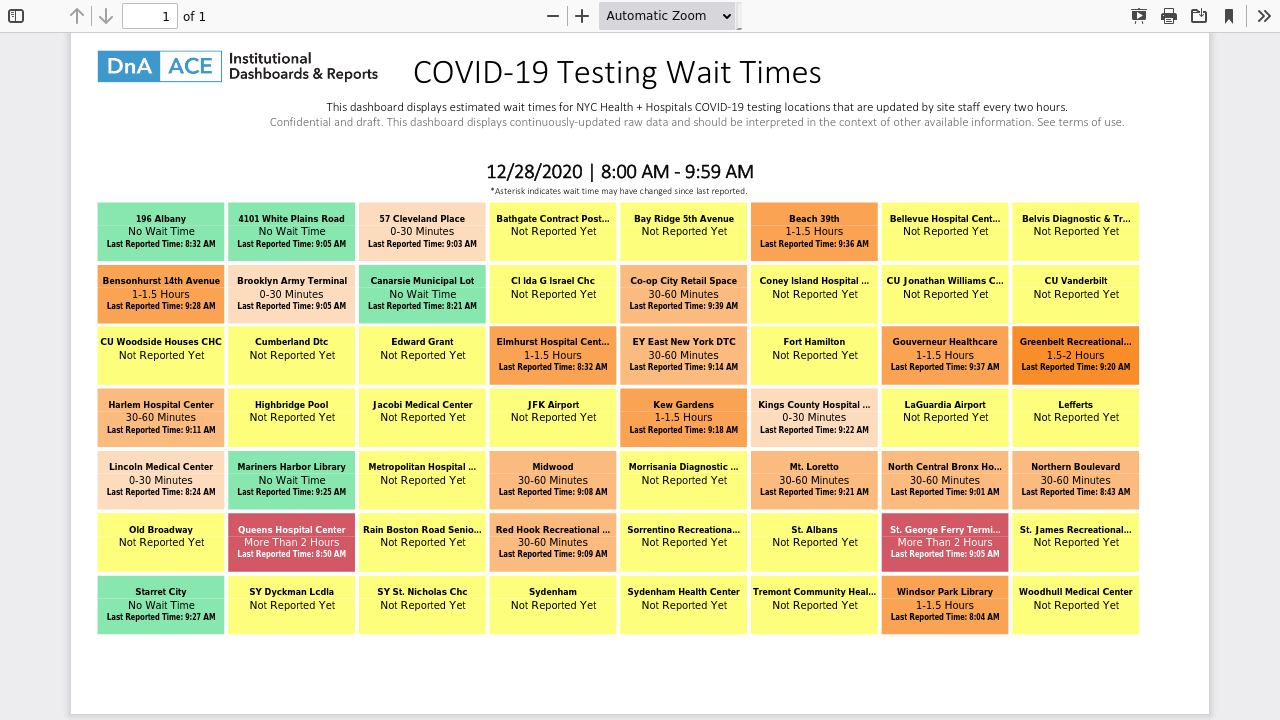 1 of 1
Automatic Zoom
DnA ACE Institutional Dashboards & Reports
COVID-19 Testing Wait Times
This dashboard displays estimated wait times for NYC Health + Hospitals COVID-19 testing locations that are updated by site staff every two hours.
Confidential and draft. This dashboard displays continuously-updated raw data and should be interpreted in the context of other available information. See terms of use.
12/28/2020 | 8:00 AM - 9:59 AM
*Asterisk indicates wait time may have changed since last reported.
196 Albany
No Wait Time
Last Reported Time: 8:32 AM
4101 White Plains Road
No Wait Time
Last Reported Time: 9:05 AM
57 Cleveland Place
0-30 Minutes
Last Reported Time: 9:03 AM
Bathgate Contract Post...
Not Reported Yet
Bay Ridge 5th Avenue
Not Reported Yet
Beach 39th
1-1.5 Hours
Last Reported Time: 9:36 AM
Bellevue Hospital Cent...
Not Reported Yet
Belvis Diagnostic & Tr...
Not Reported Yet
Bensonhurst 14th Avenue
1-1.5 Hours
Last Reported Time: 9:28 AM
Brooklyn Army Terminal
0-30 Minutes
Last Reported Time: 9:05 AM
Canarsie Municipal Lot
No Wait Time
Last Reported Time: 8:21 AM
CI Ida G Israel Chc
Not Reported Yet
Co-op City Retail Space
30-60 Minutes
Last Reported Time: 9:39 AM
Coney Island Hospital ...
Not Reported Yet
CU Jonathan Williams C...
Not Reported Yet
CU Vanderbilt
Not Reported Yet
CU Woodside Houses CHC
Not Reported Yet
Cumberland Dtc
Not Reported Yet
Edward Grant
Not Reported Yet
Elmhurst Hospital Cent...
1-1.5 Hours
Last Reported Time: 8:32 AM
EY East New York DTC
30-60 Minutes
Last Reported Time: 9:14 AM
Fort Hamilton
Not Reported Yet
Gouverneur Healthcare
1-1.5 Hours
Last Reported Time: 9:37 AM
Greenbelt Recreational...
1.5-2 Hours
Last Reported Time: 9:20 AM
Harlem Hospital Center
30-60 Minutes
Last Reported Time: 9:11 AM
Highbridge Pool
Not Reported Yet
Jacobi Medical Center
Not Reported Yet
JFK Airport
Not Reported Yet
Kew Gardens
1-1.5 Hours
Last Reported Time: 9:18 AM
Kings County Hospital ...
0-30 Minutes
Last Reported Time: 9:22 AM
LaGuardia Airport
Not Reported Yet
Lefferts
Not Reported Yet
Lincoln Medical Center
0-30 Minutes
Last Reported Time: 8:24 AM
Mariners Harbor Library
No Wait Time
Last Reported Time: 9:25 AM
Metropolitan Hospital ...
Not Reported Yet
Midwood
30-60 Minutes
Last Reported Time: 9:08 AM
Morrisania Diagnostic ...
Not Reported Yet
Mt. Loretto
30-60 Minutes
Last Reported Time: 9:21 AM
North Central Bronx Ho...
30-60 Minutes
Last Reported Time: 9:01 AM
Northern Boulevard
30-60 Minutes
Last Reported Time: 8:43 AM
Old Broadway
Not Reported Yet
Queens Hospital Center
More Than 2 Hours
Last Reported Time: 8:50 AM
Rain Boston Road Senio...
Not Reported Yet
Red Hook Recreational ...
30-60 Minutes
Last Reported Time: 9:09 AM
Sorrentino Recreationa...
Not Reported Yet
St. Albans
Not Reported Yet
St. George Ferry Termi...
More Than 2 Hours
Last Reported Time: 9:05 AM
St. James Recreational...
Not Reported Yet
Starret City
No Wait Time
Last Reported Time: 9:27 AM
SY Dyckman Lcdla
Not Reported Yet
SY St. Nicholas Chc
Not Reported Yet
Sydenham
Not Reported Yet
Sydenham Health Center
Not Reported Yet
Tremont Community Heal...
Not Reported Yet
Windsor Park Library
1-1.5 Hours
Last Reported Time: 8:04 AM
Woodhull Medical Center
Not Reported Yet